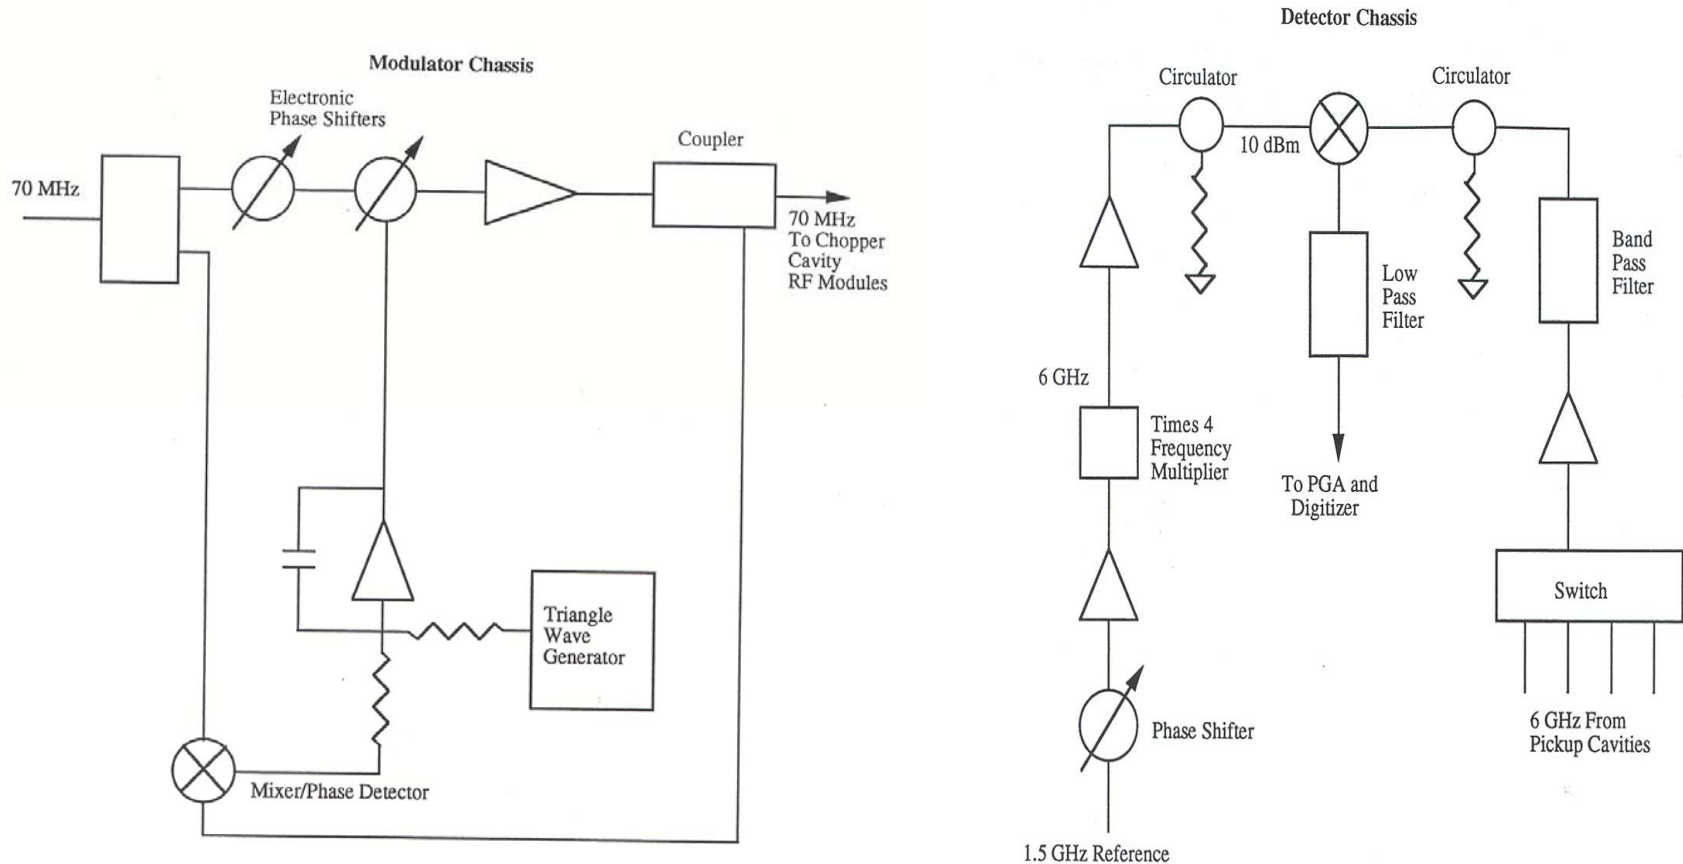 Modulator Chassis
Electronic
Phase Shifters
Coupler
70 MHz
70 MHz
To Chopper
Cavity
RF Modules
Triangle
Wave
Generator
Mixer/Phase Detector
Detector Chassis
Circulator
Circulator
10 dBm
Low
Pass
Filter
Band
Pass
Filter
6 GHz
Times 4
Frequency
Multiplier
To PGA and
Digitizer
Switch
Phase Shifter
6 GHz From
Pickup Cavities
1.5 GHz Reference